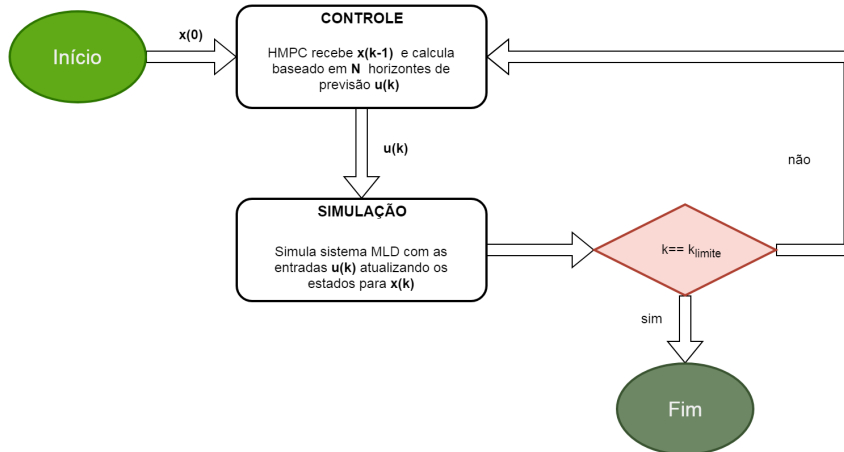 Início
x(0)
CONTROLE
HMPC recebe x(k-1) e calcula
baseado em N horizontes de
previsão u(k)
u(k)
não
SIMULAÇÃO
Simula sistema MLD com as
entradas u(k) atualizando os
estados para x(k)
k== klimite
sim
Fim